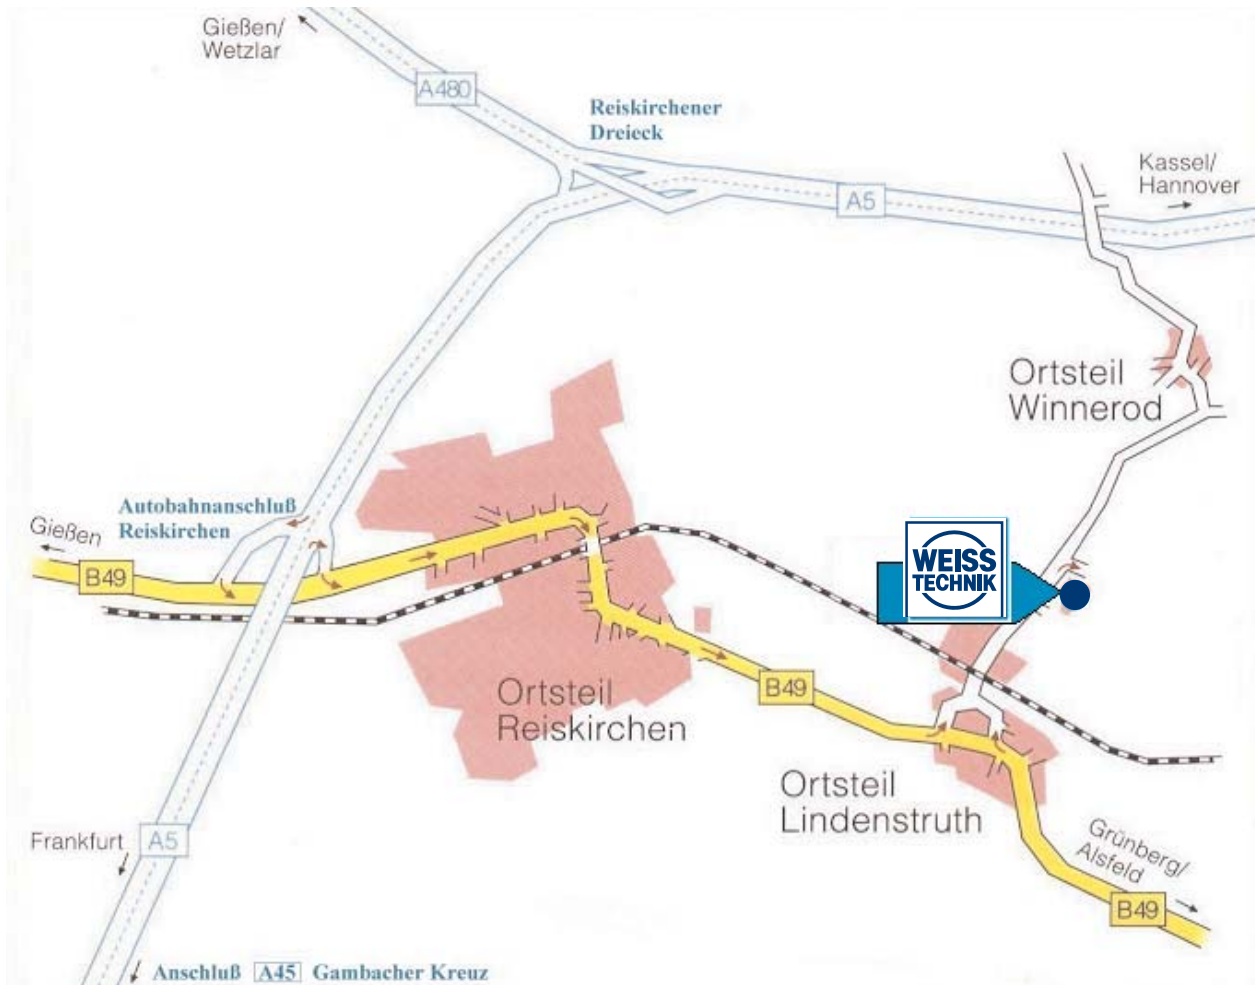 Gießen/
Wetzlar
A480
Reiskirchener
Dreieck
Kassel/
Hannover
A5
Ortsteil
Winnerod
Autobahnanschluß
Reiskirchen
Gießen
B49
WEISS
TECHNIK
Ortsteil
Reiskirchen
B49
Ortsteil
Lindenstruth
Frankfurt
A5
Grünberg/
Alsfeld
B49
Anschluß A45 Gambacher Kreuz